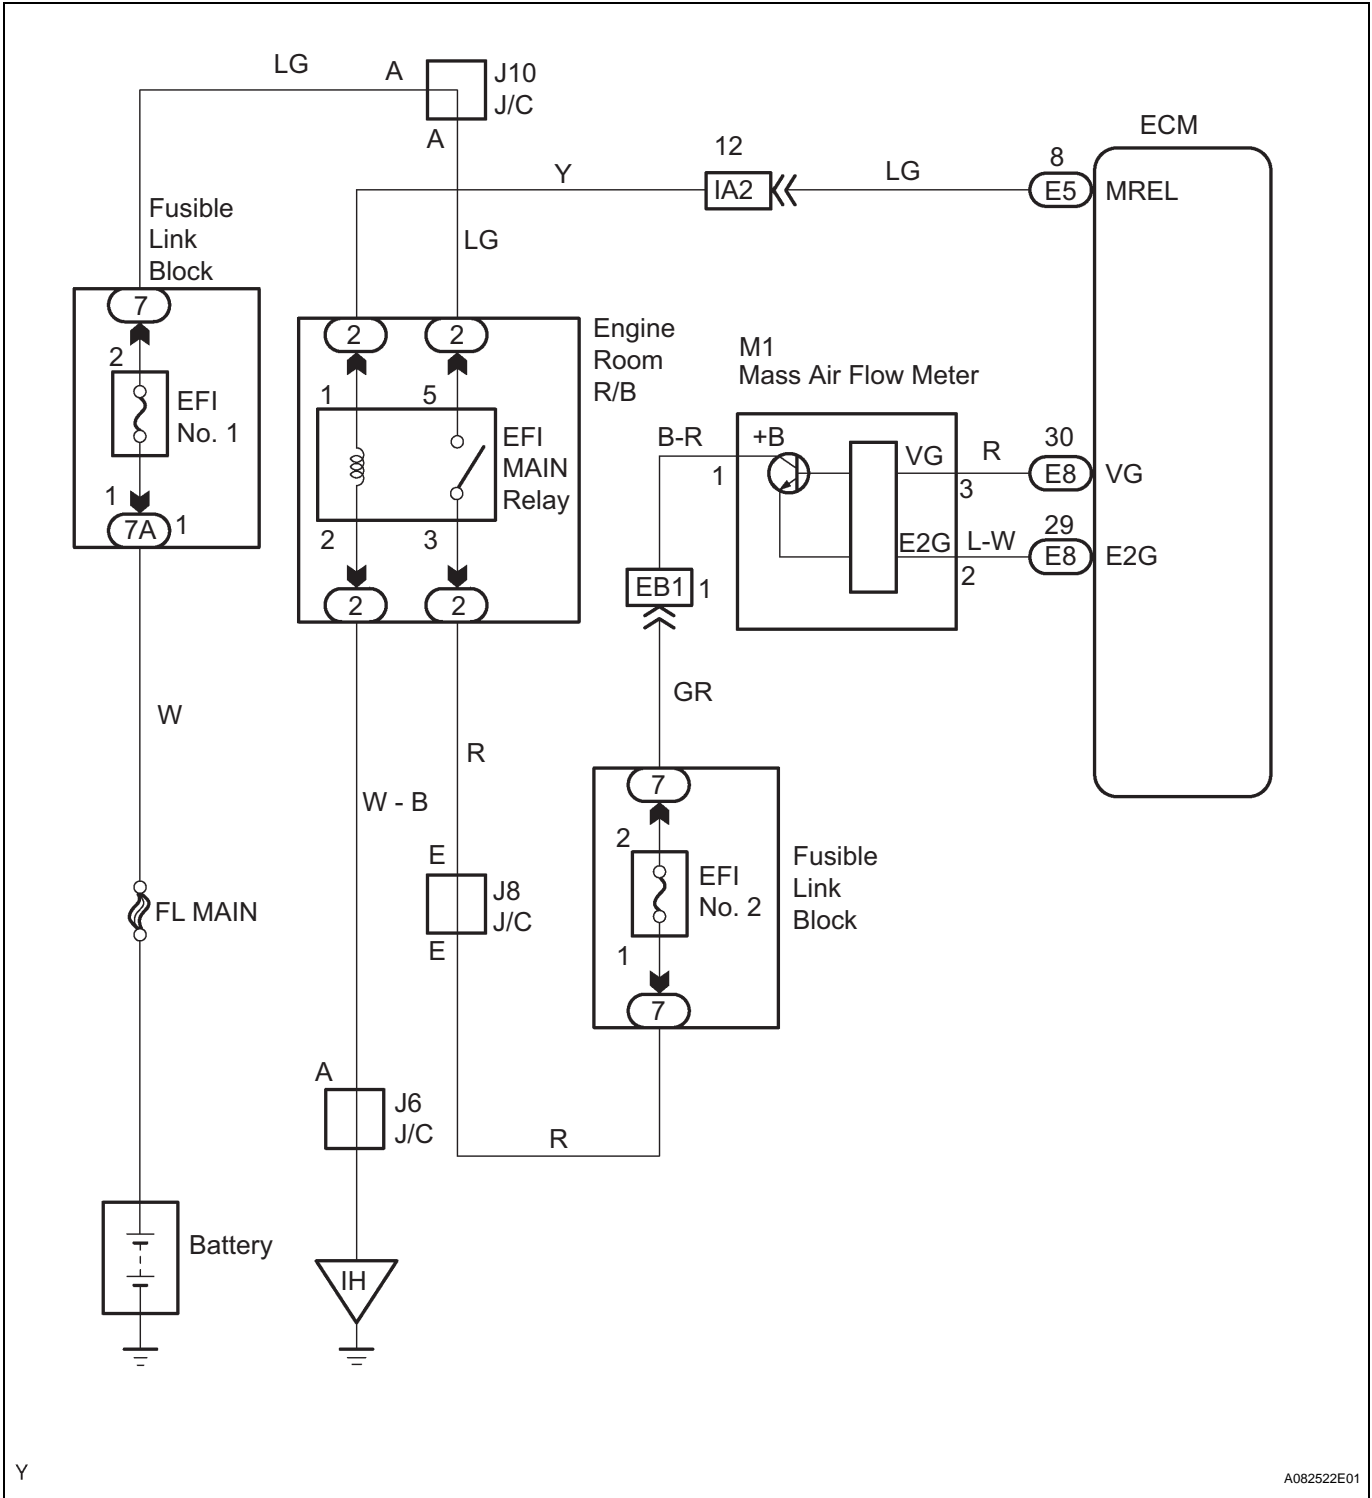 LG
A
J10
J/C
A
12
ECM
Y
IA2
LG
8
E5
MREL
Fusible
Link
Block
LG
7
2
EFI
No. 1
1
7A
1
2
2
Engine
Room
R/B
1
5
EFI
MAIN
Relay
2
3
2
2
M1
Mass Air Flow Meter
B-R
1
+B
VG
R
3
30
E8
VG
E2G
L-W
2
29
E8
E2G
EB1
1
GR
W
R
W - B
7
2
EFI
No. 2
1
7
Fusible
Link
Block
FL MAIN
E
J8
J/C
E
A
J6
J/C
R
Battery
IH
Y
A082522E01